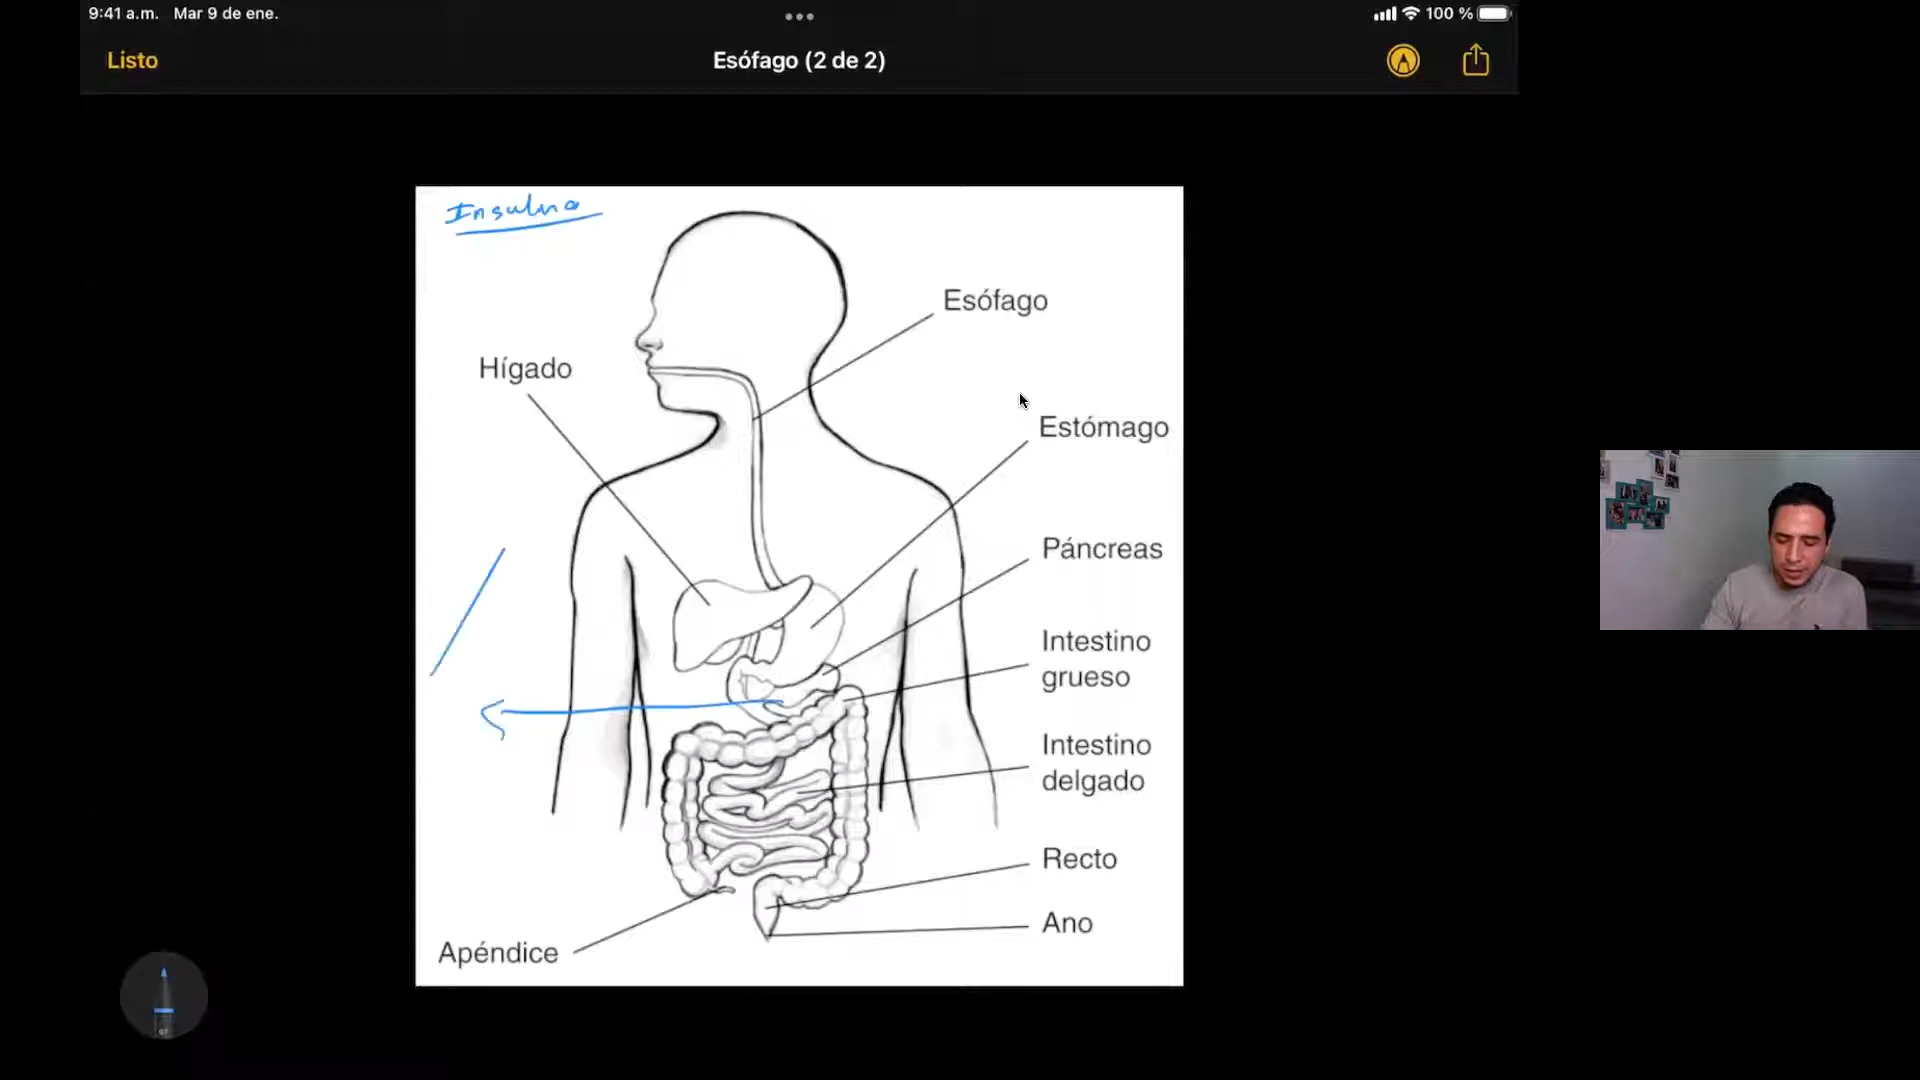 9:41 a.m. Mar 9 de ene.
100 %
Listo
Esófago (2 de 2)
Insulina
Esófago
Hígado
Estómago
Páncreas
Intestino
grueso
Intestino
delgado
Recto
Ano
Apéndice